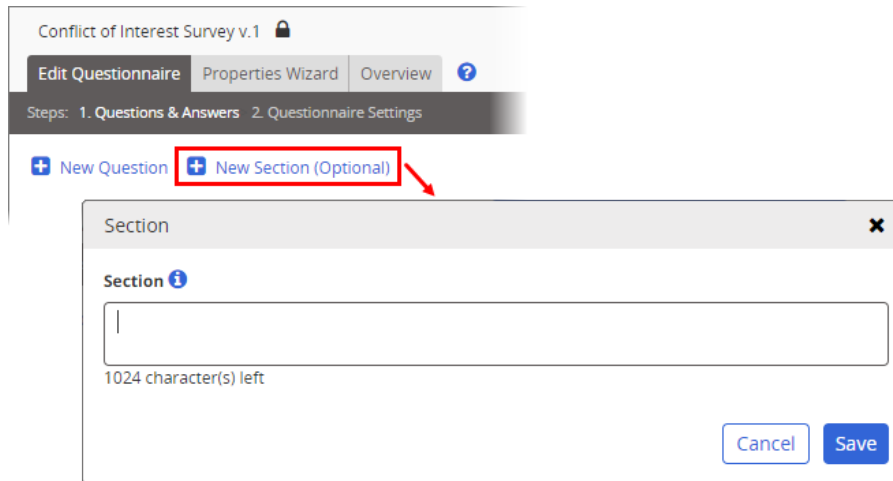 Conflict of Interest Survey v.1
Edit Questionnaire Properties Wizard Overview ?
Steps: 1. Questions & Answers 2. Questionnaire Settings
New Question New Section (Optional)
Section
Section
1024 character(s) left
Cancel Save